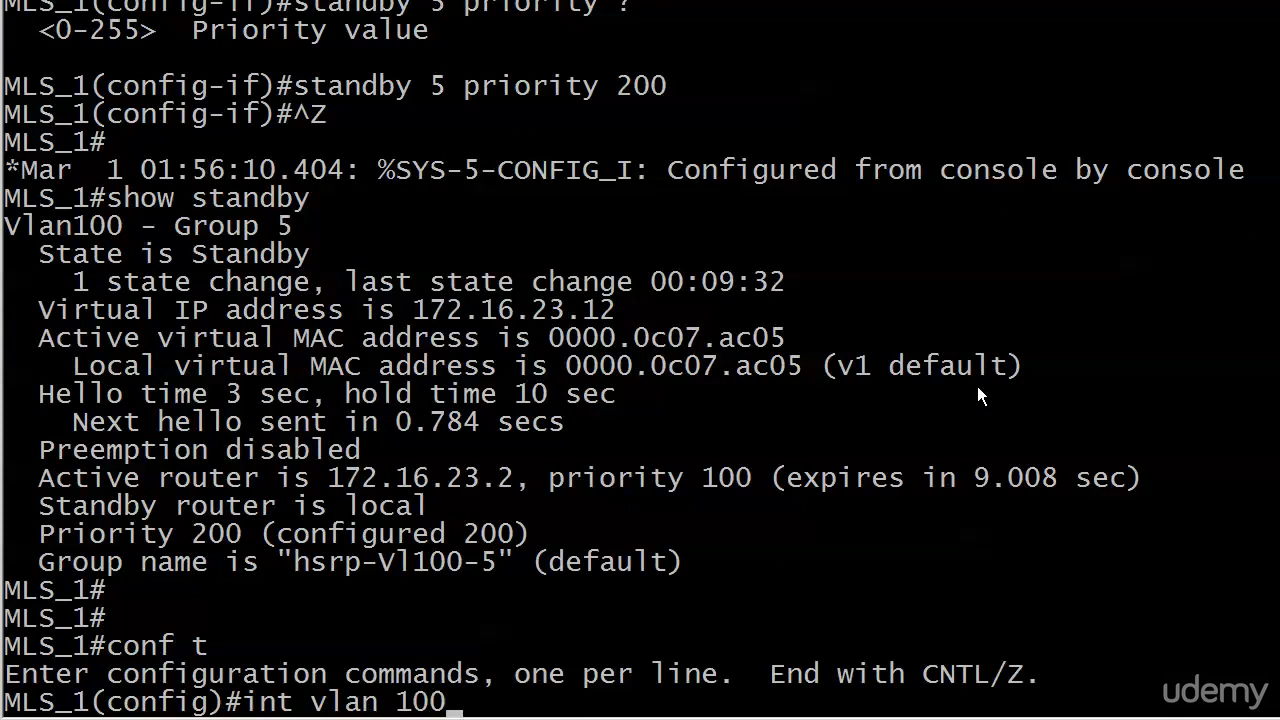 MLS_1(config-if)#standby 5 priority ?
  <0-255>  Priority value

MLS_1(config-if)#standby 5 priority 200
MLS_1(config-if)#^Z
MLS_1#
*Mar  1 01:56:10.404: %SYS-5-CONFIG_I: Configured from console by console
MLS_1#show standby
Vlan100 - Group 5
  State is Standby
    1 state change, last state change 00:09:32
  Virtual IP address is 172.16.23.12
  Active virtual MAC address is 0000.0c07.ac05
    Local virtual MAC address is 0000.0c07.ac05 (v1 default)
  Hello time 3 sec, hold time 10 sec
    Next hello sent in 0.784 secs
  Preemption disabled
  Active router is 172.16.23.2, priority 100 (expires in 9.008 sec)
  Standby router is local
  Priority 200 (configured 200)
  Group name is "hsrp-Vl100-5" (default)
MLS_1#
MLS_1#
MLS_1#conf t
Enter configuration commands, one per line.  End with CNTL/Z.
MLS_1(config)#int vlan 100_
udemy